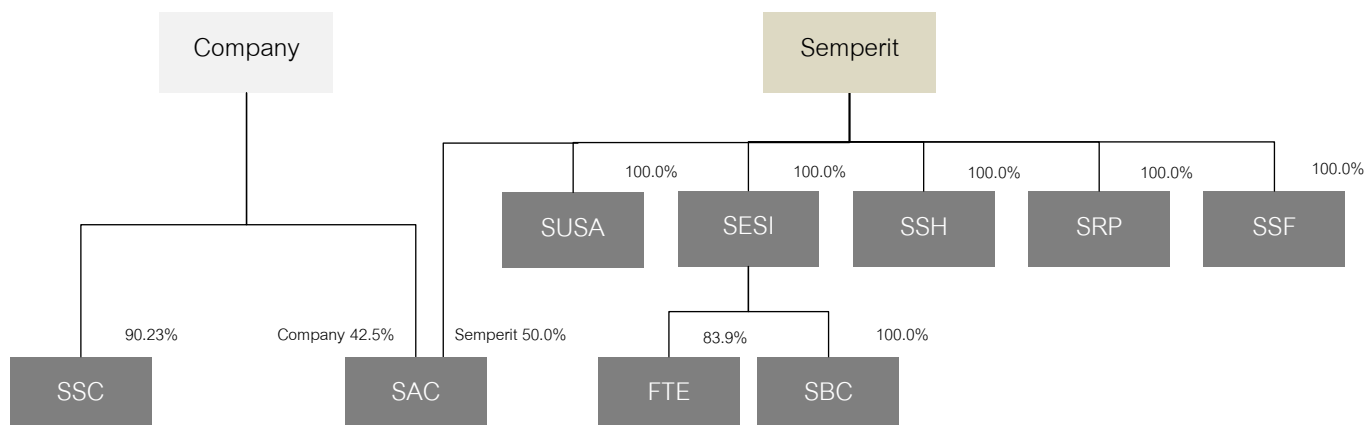 Company
Semperit
100.0%
100.0%
100.0%
100.0%
100.0%
SUSA
SESI
SSH
SRP
SSF
90.23%
Company 42.5%
Semperit 50.0%
83.9%
100.0%
SSC
SAC
FTE
SBC